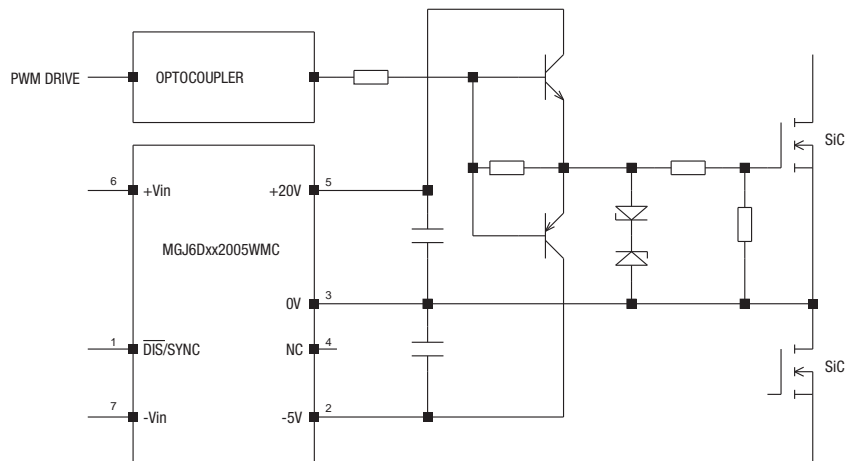 PWM DRIVE
OPTOCOUPLER
SiC
6
+Vin
+20V
5
MGJ6Dxx2005WMC
0V
3
1
DIS/SYNC
NC
4
SiC
7
-Vin
-5V
2